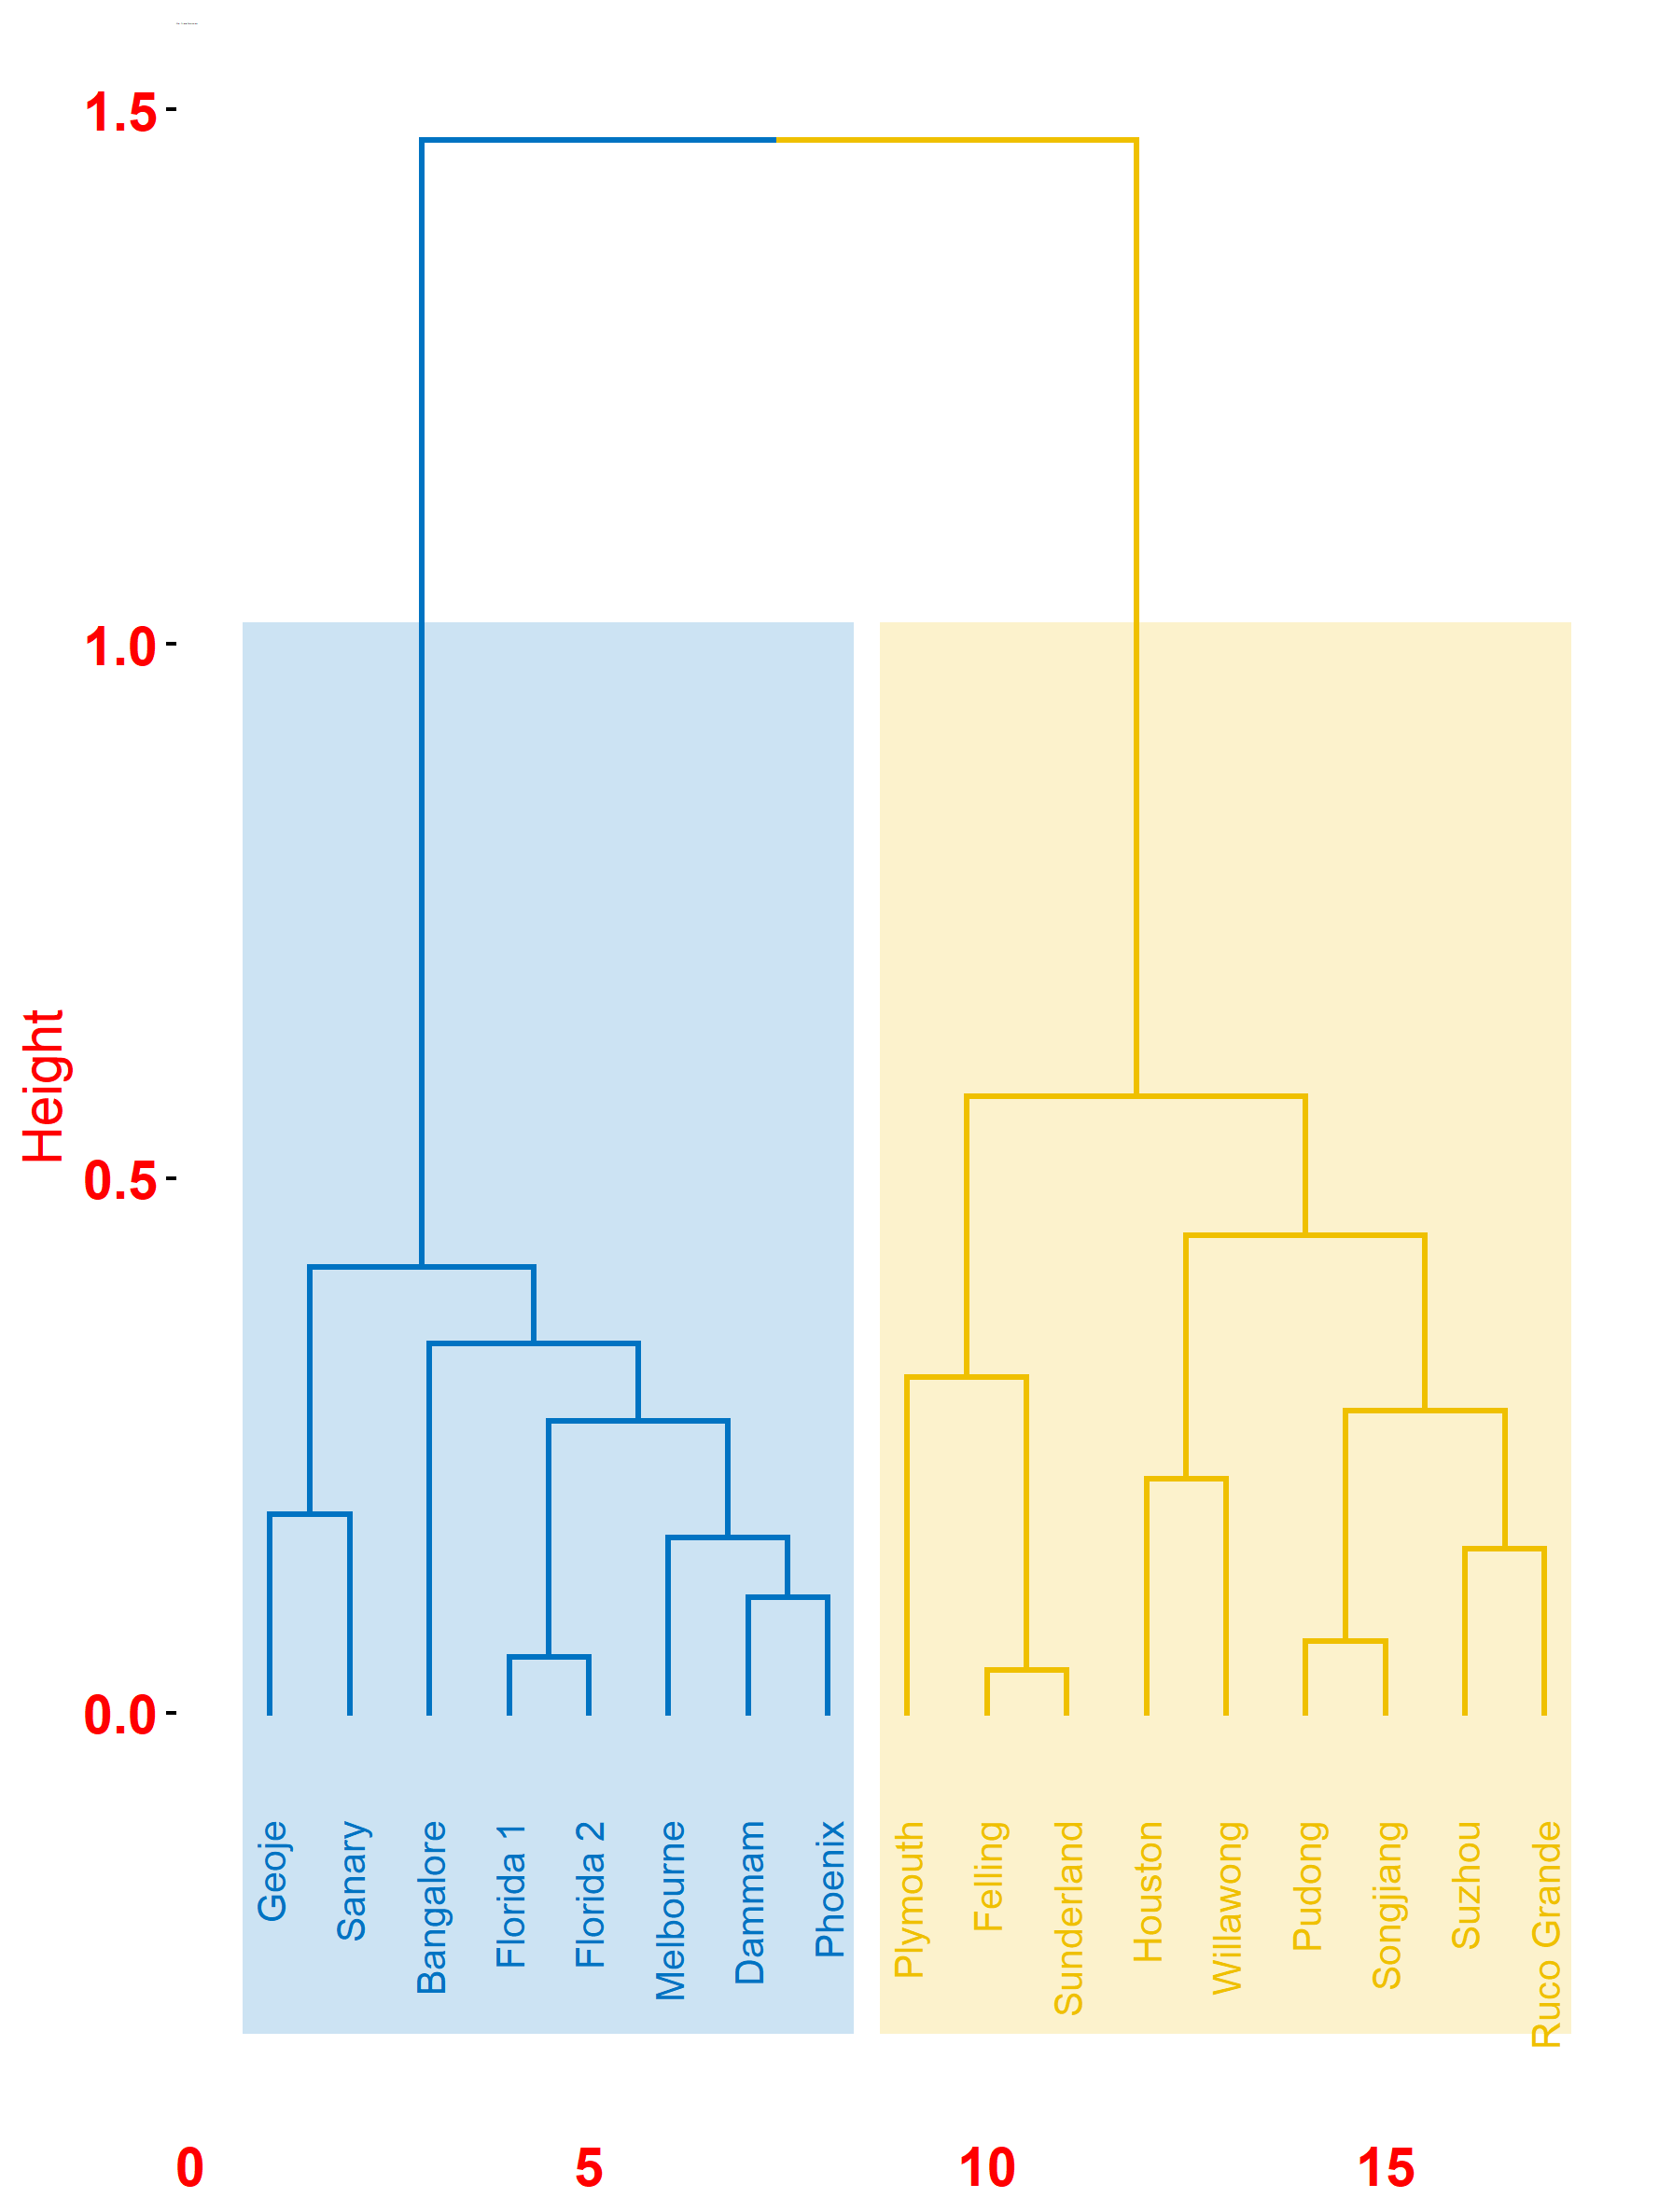 1.5
1.0
0.5
0.0
Height
Geoje
Sanary
Bangalore
Florida 1
Florida 2
Melbourne
Dammam
Phoenix
Plymouth
Felling
Sunderland
Houston
Willawong
Pudong
Songjiang
Suzhou
Ruco Grande
0
5
10
15